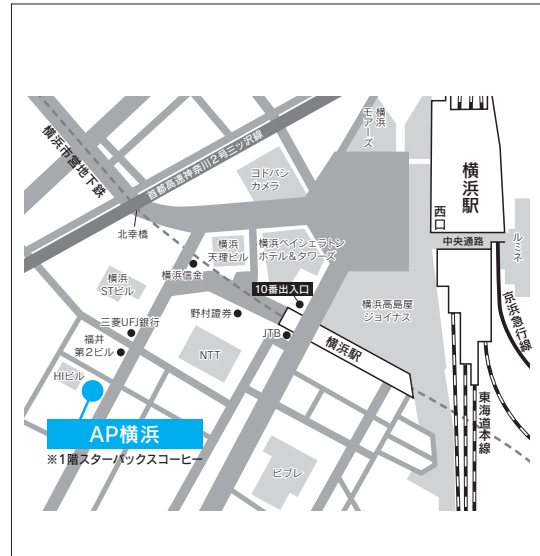 横浜
モアーズ
横浜市営地下鉄
首都高速神奈川2号三ッ沢線
ヨドバシ
カメラ
横浜駅
西口
中央通路
ルミネ
北幸橋
横浜
天理ビル
横浜ベイシェラトン
ホテル&タワーズ
横浜信金
横浜
STビル
10番出入口
横浜高島屋
ジョイナス
京浜急行線
三菱UFJ銀行
野村證券
JTB
横浜駅
福井
第2ビル
NTT
HIビル
東海道本線
AP横浜
※1階スターバックスコーヒー
ビブレ